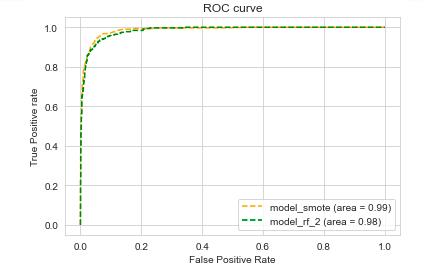 ROC curve
True Positive rate
1.0
0.8
0.6
0.4
0.2
0.0
model_smote (area = 0.99)
model_rf_2 (area = 0.98)
0.0 0.2 0.4 0.6 0.8 1.0
False Positive Rate